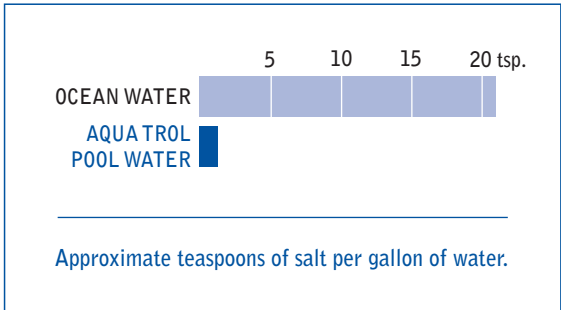 5 10 15 20 tsp.
OCEAN WATER
AQUA TROL
POOL WATER
Approximate teaspoons of salt per gallon of water.